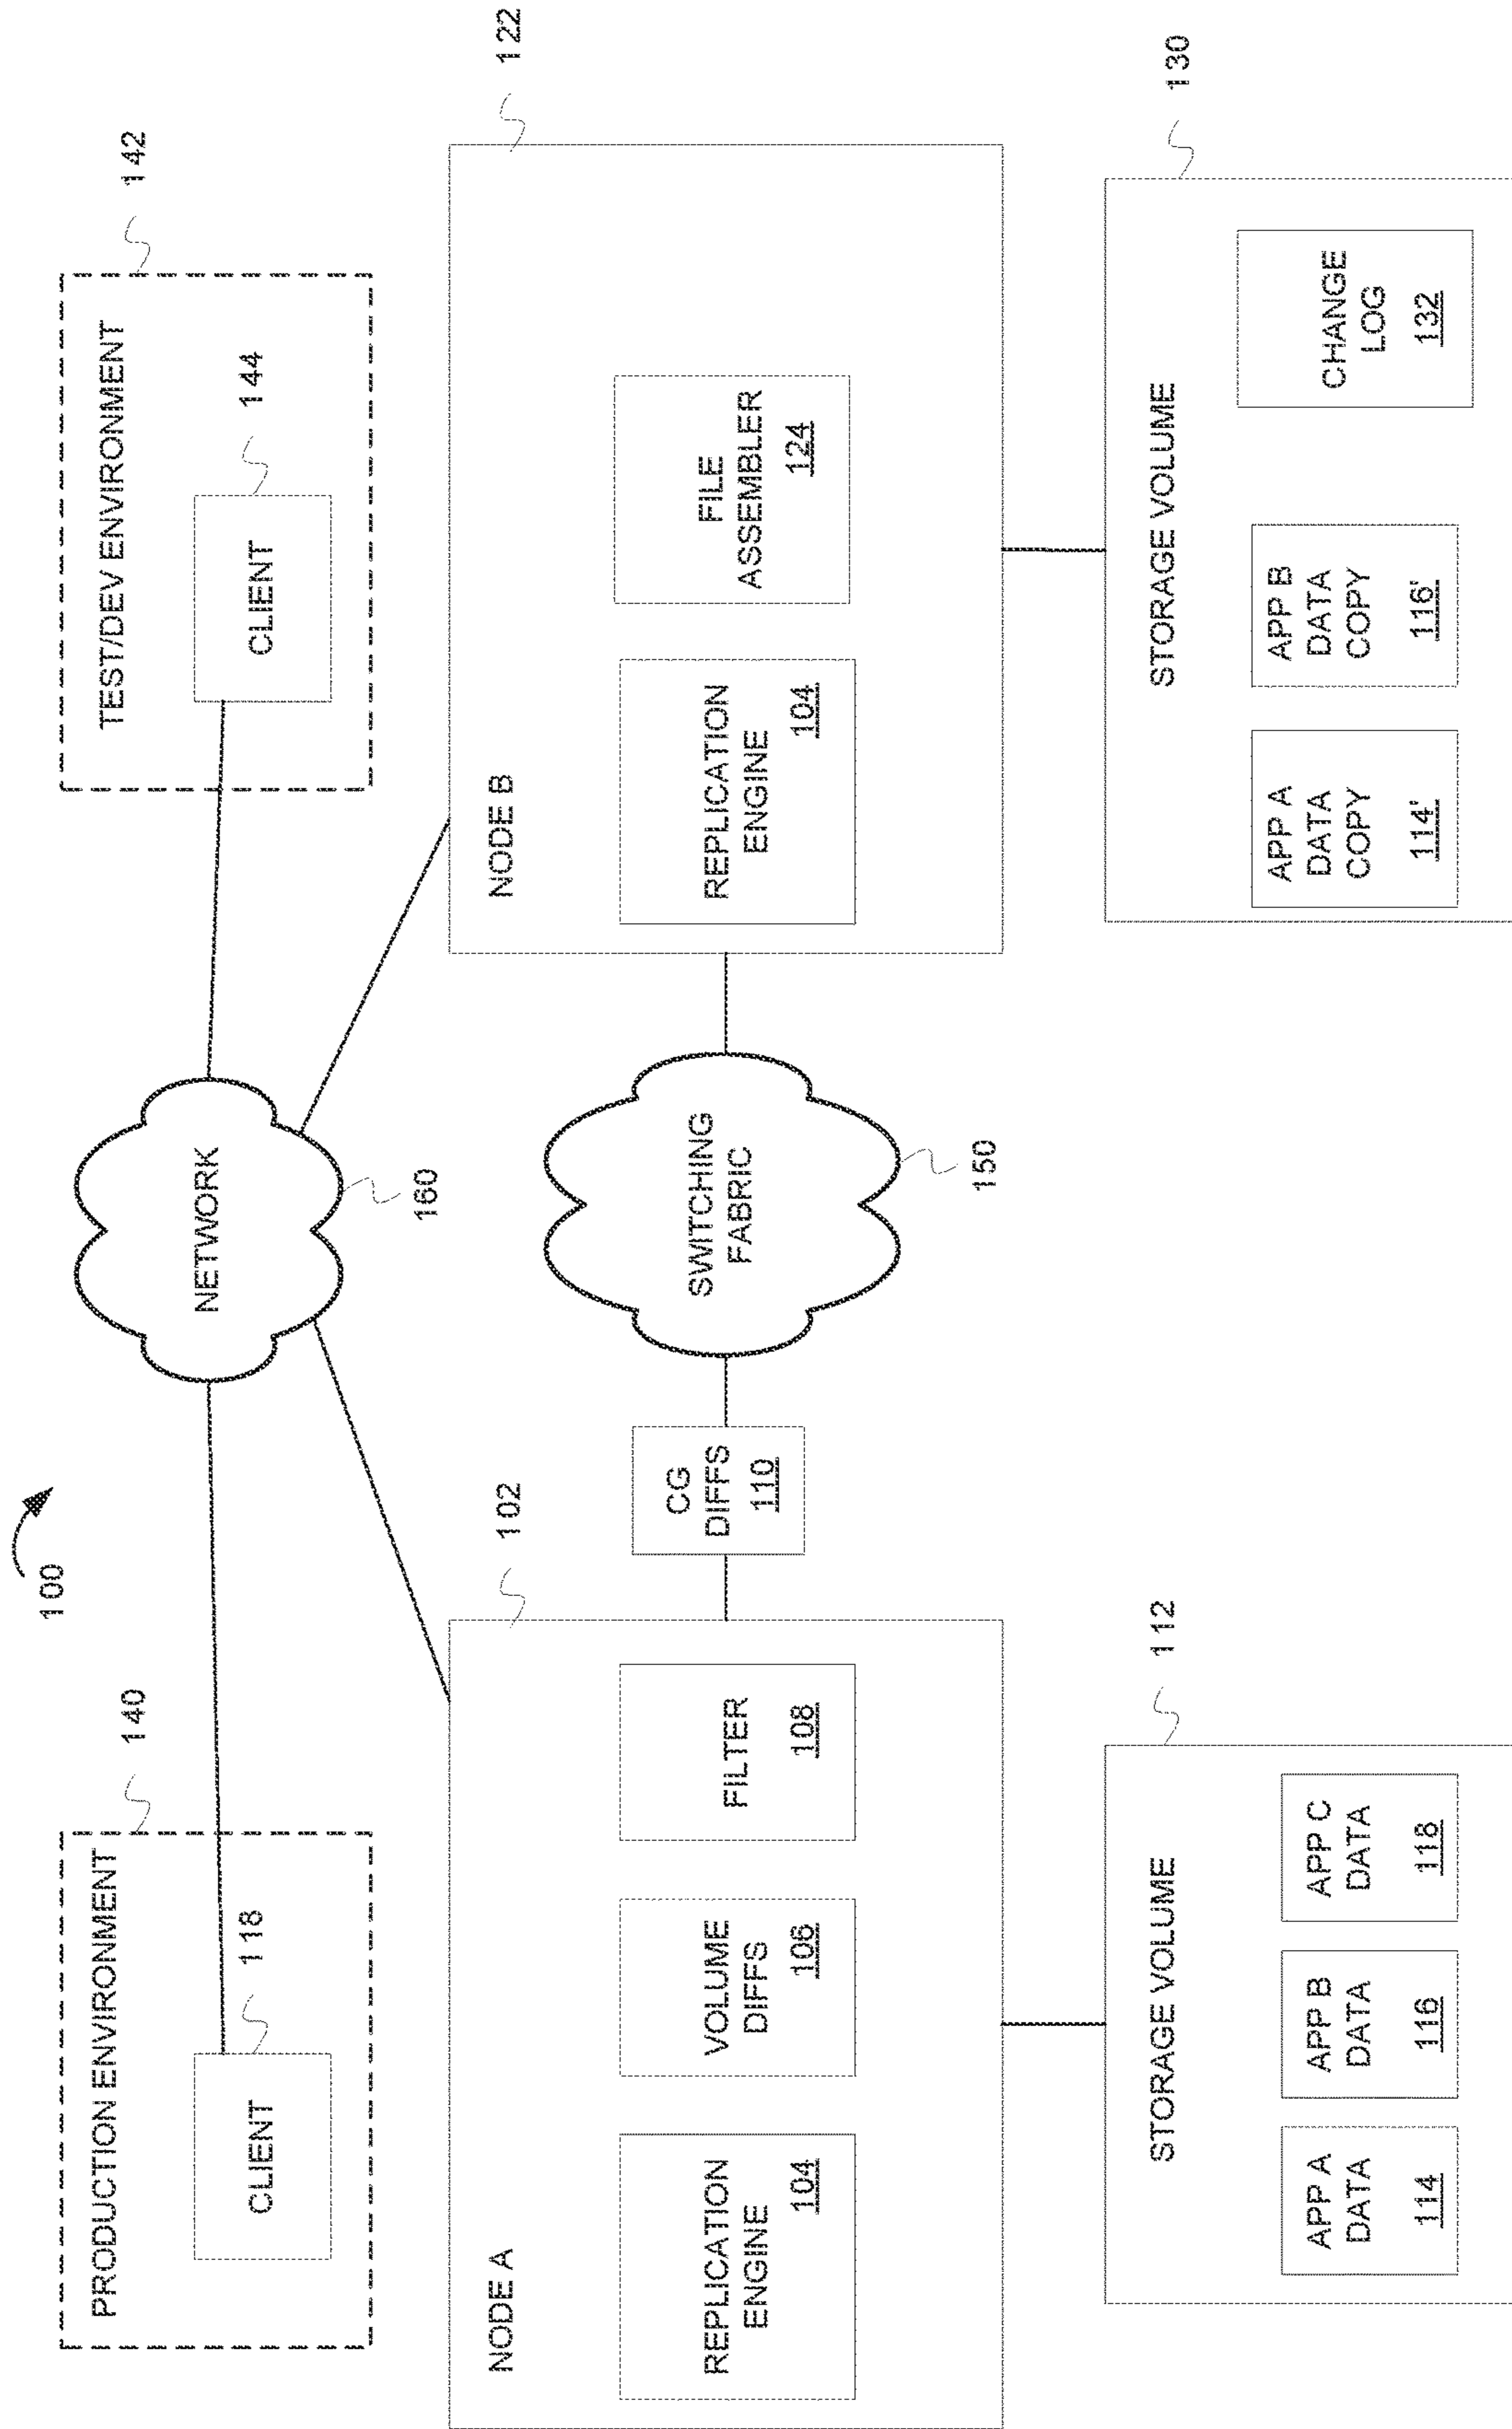 100
PRODUCTION ENVIRONMENT
140
CLIENT
118
NETWORK
160
TEST/DEV ENVIRONMENT
142
CLIENT
144
NODE A
102
REPLICATION
ENGINE
104
VOLUME
DIFFS
106
FILTER
108
CG
DIFFS
110
SWITCHING
FABRIC
150
NODE B
122
REPLICATION
ENGINE
104
FILE
ASSEMBLER
124
STORAGE VOLUME
112
APP A
DATA
114
APP B
DATA
116
APP C
DATA
118
STORAGE VOLUME
130
APP A
DATA
COPY
114'
APP B
DATA
COPY
116'
CHANGE
LOG
132